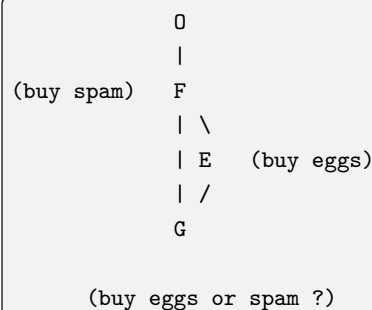 O
|
(buy spam) F
| \
| E (buy eggs)
| /
G
(buy eggs or spam ?)